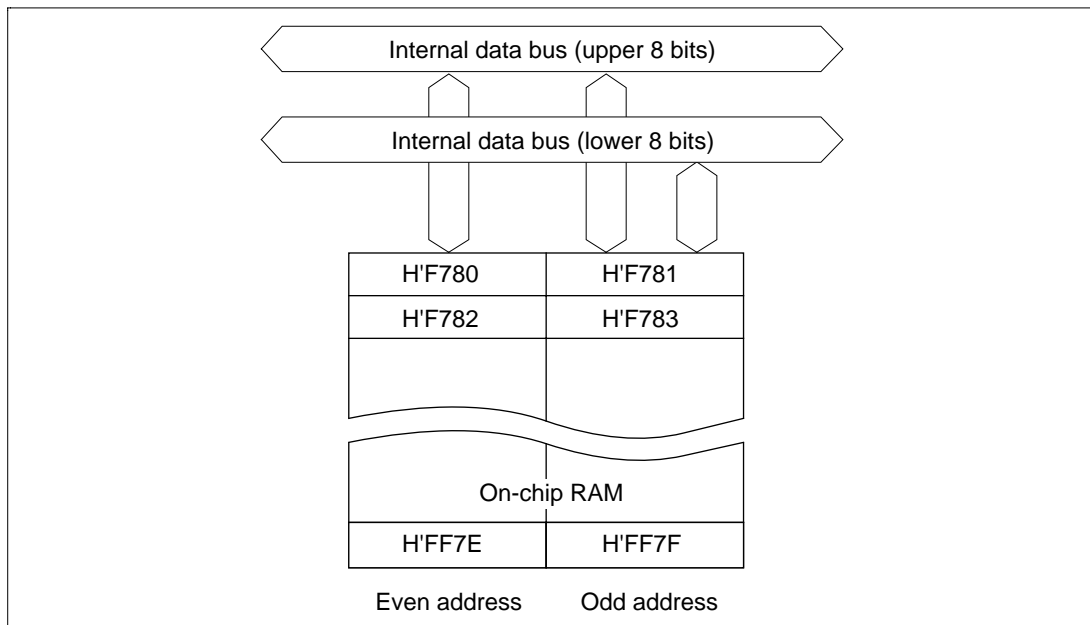 Internal data bus (upper 8 bits)
Internal data bus (lower 8 bits)
H'F780 H'F781
H'F782 H'F783
On-chip RAM
H'FF7E H'FF7F
Even address Odd address